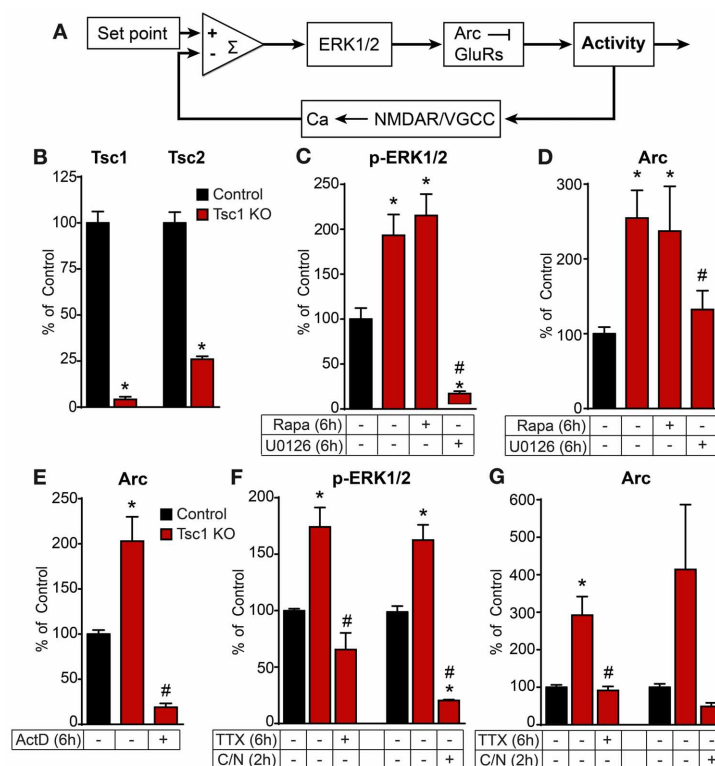 A
Set point
+
-
Σ
ERK1/2
Arc ⊣
GluRs
Activity
Ca ← NMDAR/VGCC
B
Tsc1 Tsc2
% of Control
125
100
75
50
25
0
Control
Tsc1 KO
* *
C
p-ERK1/2
% of Control
250
200
150
100
50
0
* * # *
Rapa (6h) - - + -
U0126 (6h) - - - +
D
Arc
% of Control
300
200
100
0
* * #
Rapa (6h) - - + -
U0126 (6h) - - - +
E
Arc
% of Control
250
200
150
100
50
0
Control
Tsc1 KO
* #
ActD (6h) - - +
F
p-ERK1/2
% of Control
200
150
100
50
0
* # * # *
TTX (6h) - - + - - -
C/N (2h) - - - - - +
G
Arc
% of Control
600
500
400
300
200
100
0
* #
TTX (6h) - - + - - -
C/N (2h) - - - - - +